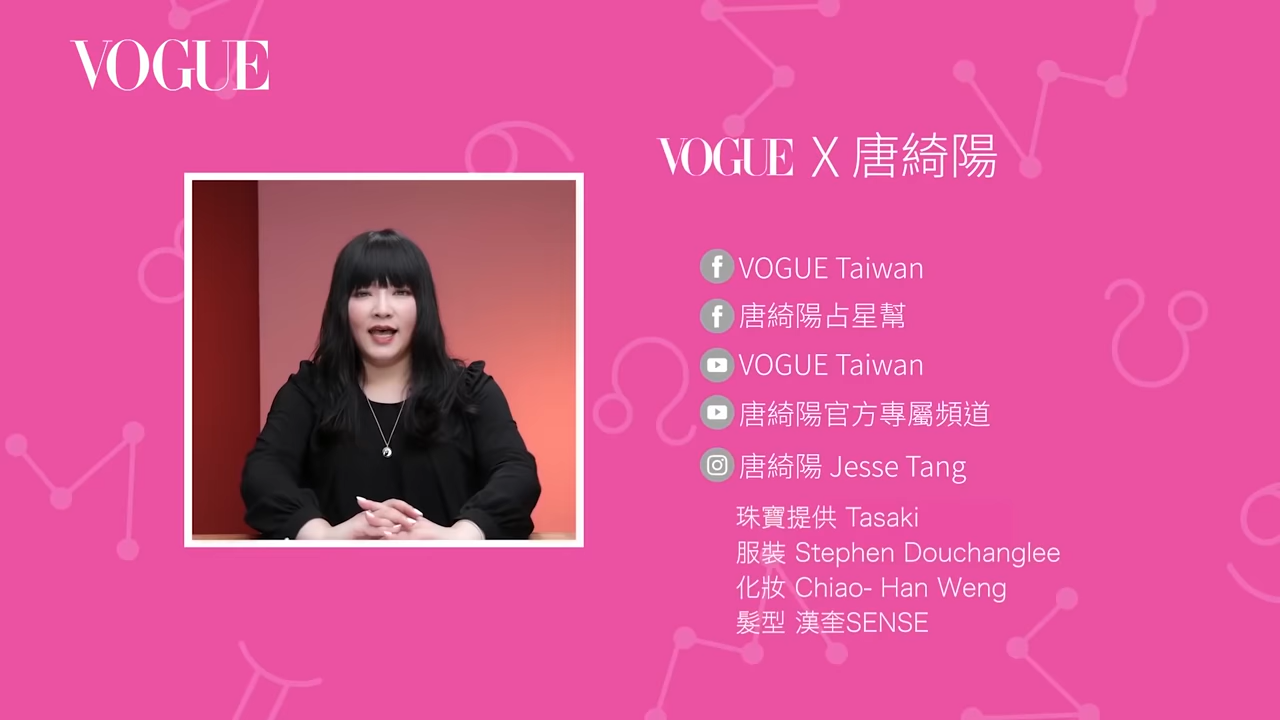 VOGUE
VOGUE X 唐綺陽
VOGUE Taiwan
唐綺陽占星幫
VOGUE Taiwan
唐綺陽官方專屬頻道
唐綺陽 Jesse Tang
珠寶提供 Tasaki
服裝 Stephen Douchanglee
化妝 Chiao- Han Weng
髮型 漢奎SENSE